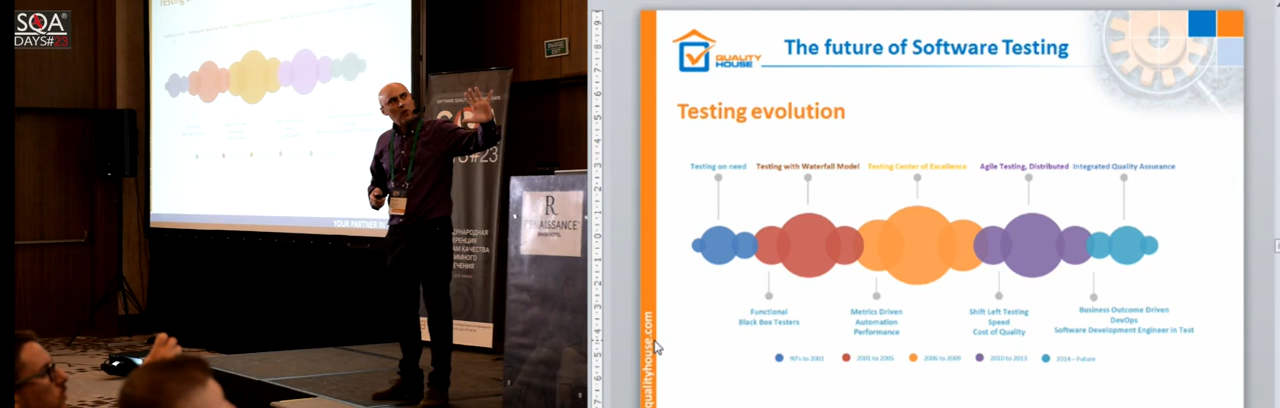 SQA
DAYS#23
YOUR PARTNER IN
#23
R
RENAISSANCE
QUALITY
HOUSE
The future of Software Testing
Testing evolution
Testing on need
Testing with Waterfall Model
Testing Center of Excellence
Agile Testing, Distributed
Integrated Quality Assurance
Functional
Black Box Testers
Metrics Driven
Automation
Performance
Shift Left Testing
Speed
Cost of Quality
Business Outcome Driven
DevOps
Software Development Engineer in Test
90's to 2001
2001 to 2005
2006 to 2009
2010 to 2013
2014 – Future
qualityhouse.com